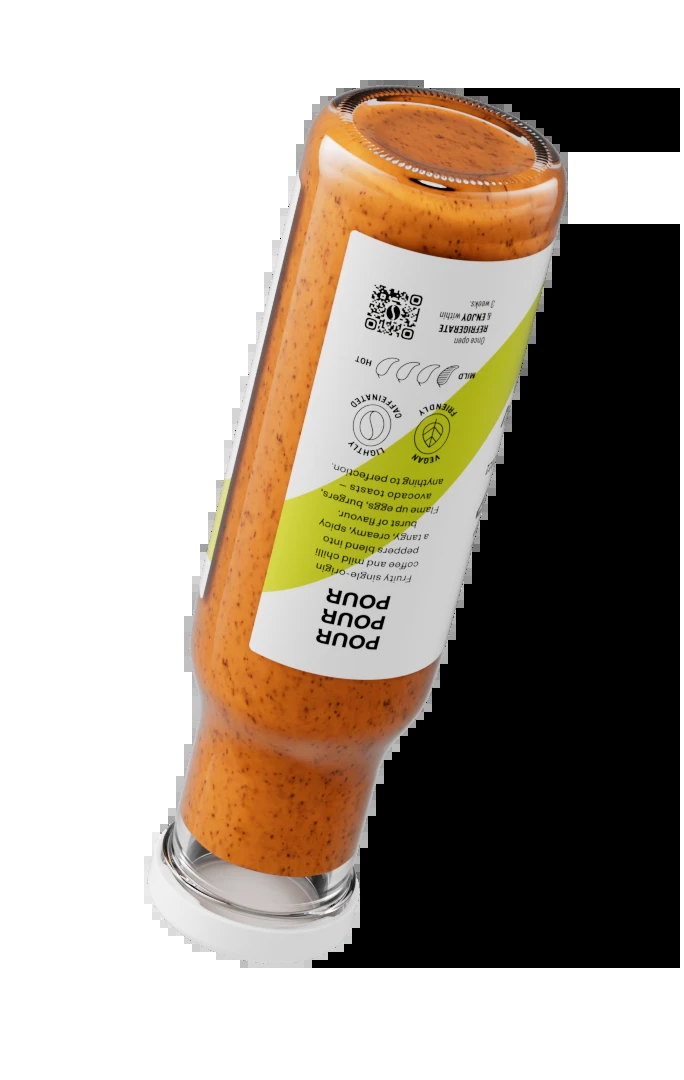 POUR
POUR
POUR
Fruity single-origin
coffee and mild chilli
peppers blend into
a tangy, creamy, spicy
burst of flavour.
Flame up eggs, burgers,
avocado toasts –
anything to perfection.
VEGAN
FRIENDLY
LIGHTLY
CAFFEINATED
MILD
HOT
Once open
REFRIGERATE
& ENJOY within
3 weeks.